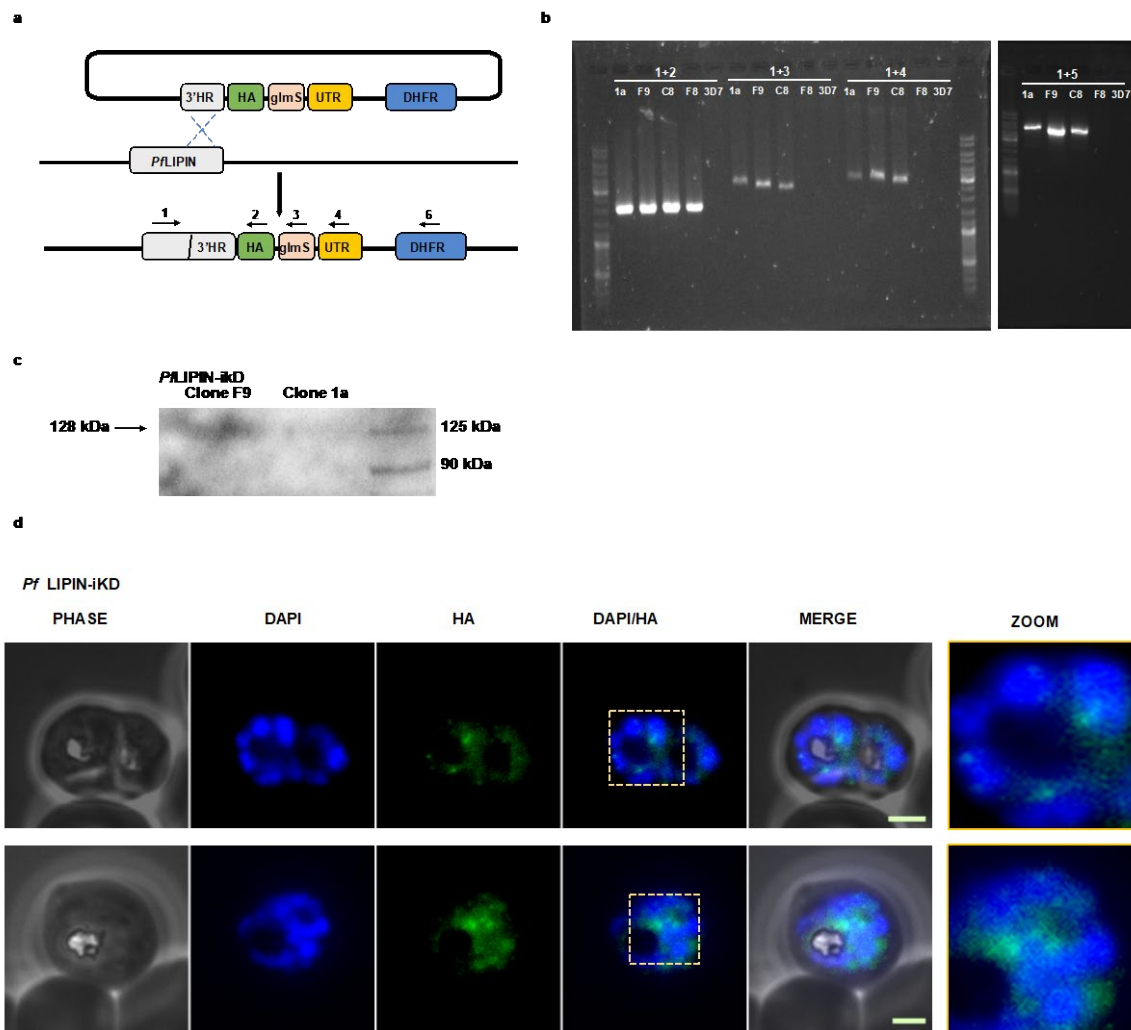 a
3'HR HA glmS UTR DHFR
PfLIPIN
1 2 3 4 6
3'HR HA glmS UTR DHFR
b
1+2 1+3 1+4
1a F9 C8 F8 3D7 1a F9 C8 F8 3D7 1a F9 C8 F8 3D7
1+5
1a F9 C8 F8 3D7
c
PfLIPIN-ikD
Clone F9 Clone 1a
128 kDa 125 kDa
90 kDa
d
Pf LIPIN-iKD
PHASE DAPI HA DAPI/HA MERGE ZOOM